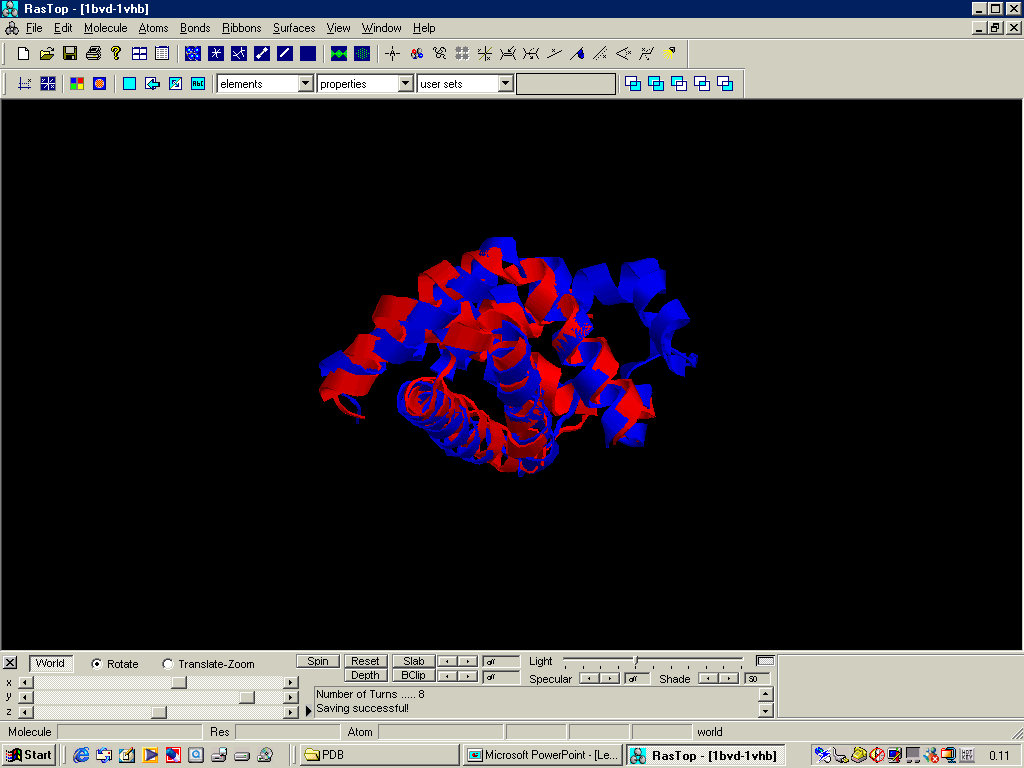 RasTop - [1bvd-1vhb]
File Edit Molecule Atoms Bonds Ribbons Surfaces View Window Help
Abc elements properties user sets
World Rotate Translate-Zoom Spin Reset Slab off Light
Depth BClip off Specular off Shade 50
x
y
z
Number of Turns ..... 8
Saving successful!
Molecule Res Atom world
Start PDB Microsoft PowerPoint - [Le... RasTop - [1bvd-1vhb] 0.11